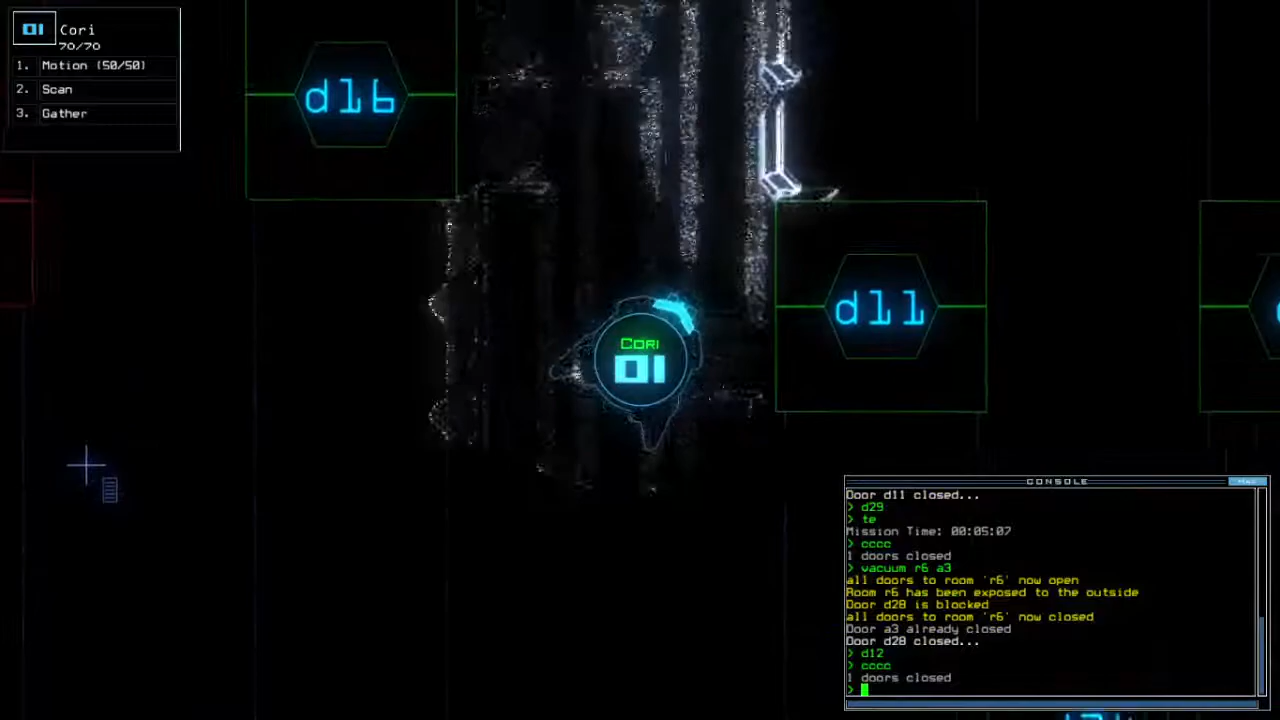 01 Cori
70/70
1. Motion (50/50)
2. Scan
3. Gather
d16
d11
Cori
01
CONSOLE
Door d11 closed...
> d29
> te
Mission Time: 00:05:07
> cccc
1 doors closed
> vacuum r6 a3
all doors to room 'r6' now open
Room r6 has been exposed to the outside
Door d28 is blocked
all doors to room 'r6' now closed
Door a3 already closed
Door d28 closed...
> d12
> cccc
1 doors closed
>